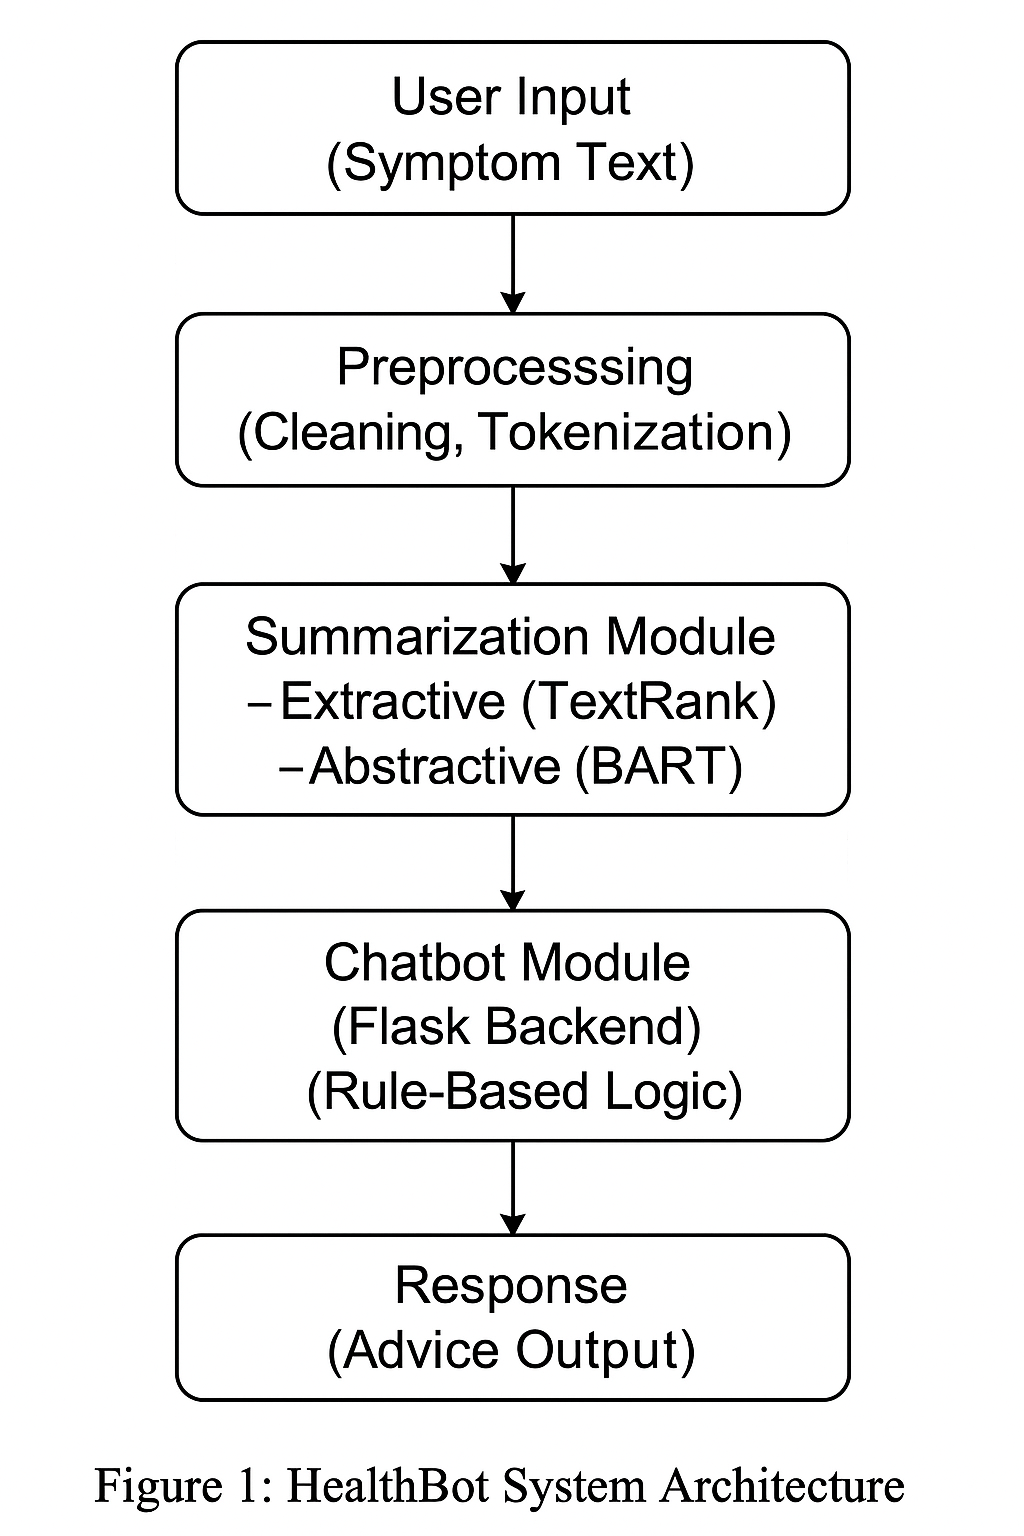 User Input
(Symptom Text)
Preprocesssing
(Cleaning, Tokenization)
Summarization Module
– Extractive (TextRank)
– Abstractive (BART)
Chatbot Module
(Flask Backend)
(Rule-Based Logic)
Response
(Advice Output)
Figure 1: HealthBot System Architecture